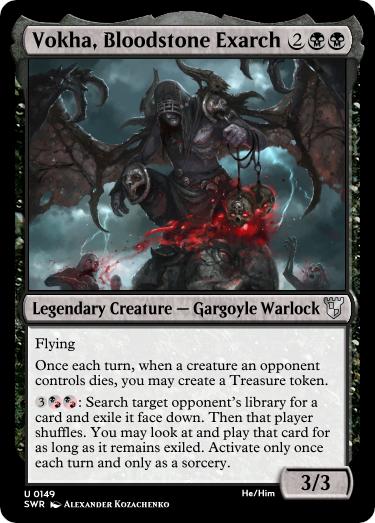 Vokha, Bloodstone Exarch 2
Legendary Creature — Gargoyle Warlock
Flying
Once each turn, when a creature an opponent
controls dies, you may create a Treasure token.
3: Search target opponent's library for a
card and exile it face down. Then that player
shuffles. You may look at and play that card for
as long as it remains exiled. Activate only once
each turn and only as a sorcery.
3/3
U 0149 He/Him
SWR Alexander Kozachenko